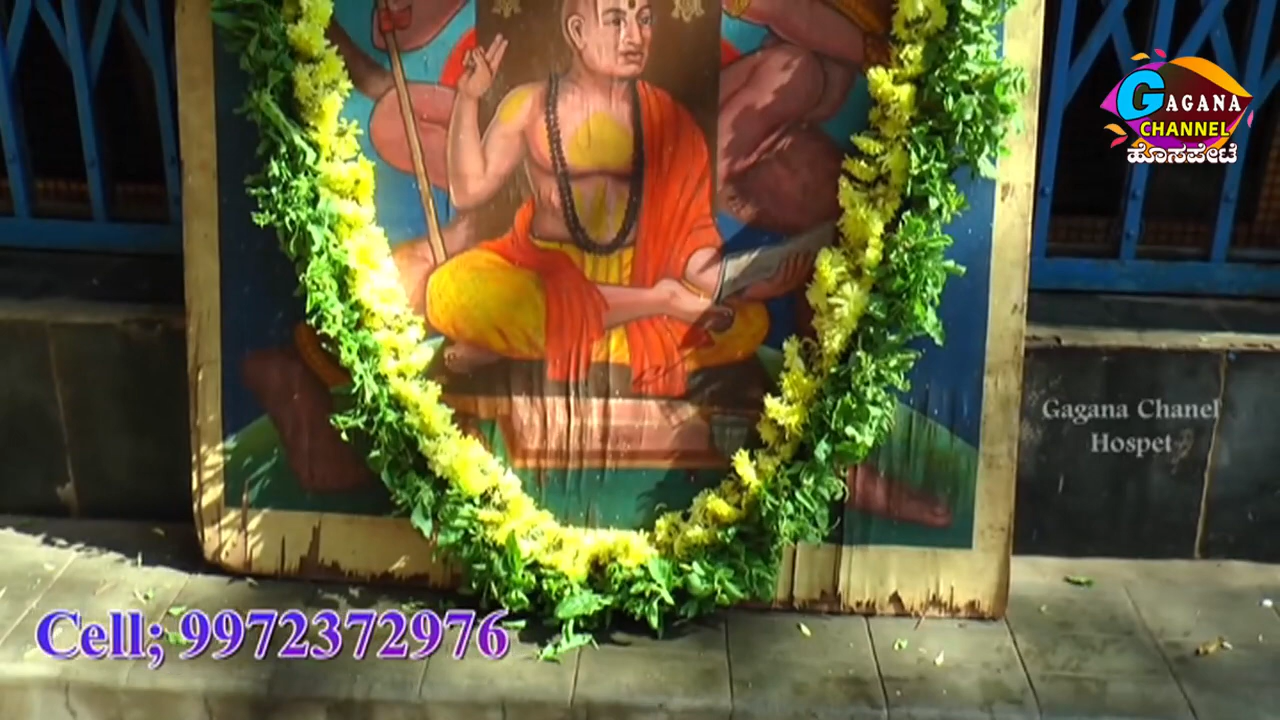 GAGANA
CHANNEL
ಹೊಸಪೇಟೆ
Gagana Chanel
Hospet
Cell; 9972372976